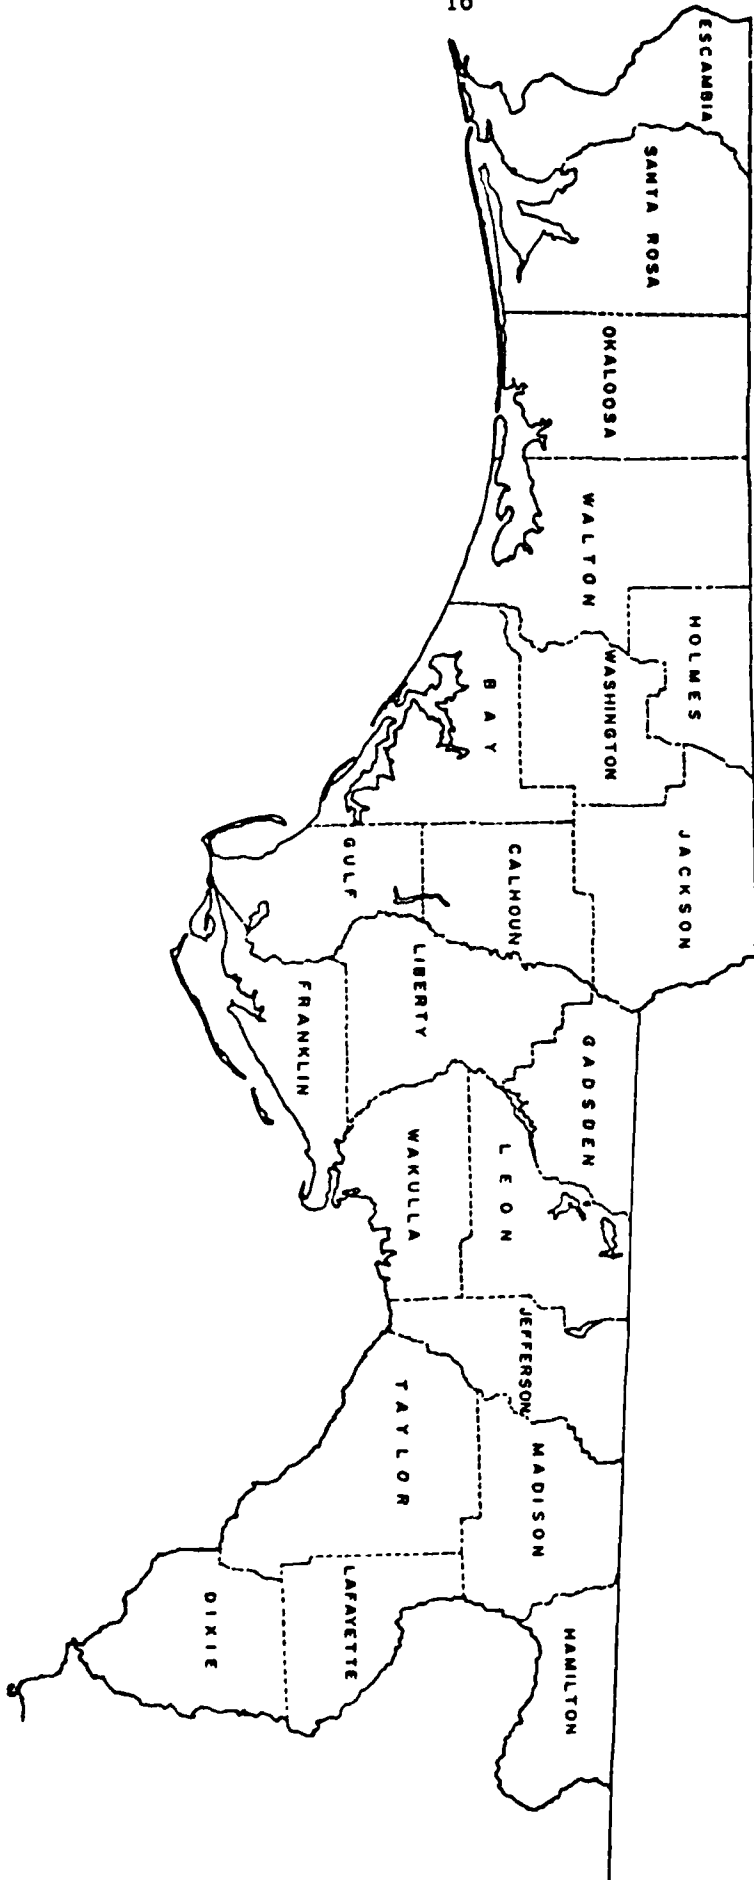 16
ESCAMBIA
SANTA ROSA
OKALOOSA
WALTON
HOLMES
WASHINGTON
BAY
JACKSON
CALHOUN
GULF
LIBERTY
FRANKLIN
GADSDEN
LEON
WAKULLA
JEFFERSON
MADISON
TAYLOR
LAFAYETTE
DIXIE
HAMILTON